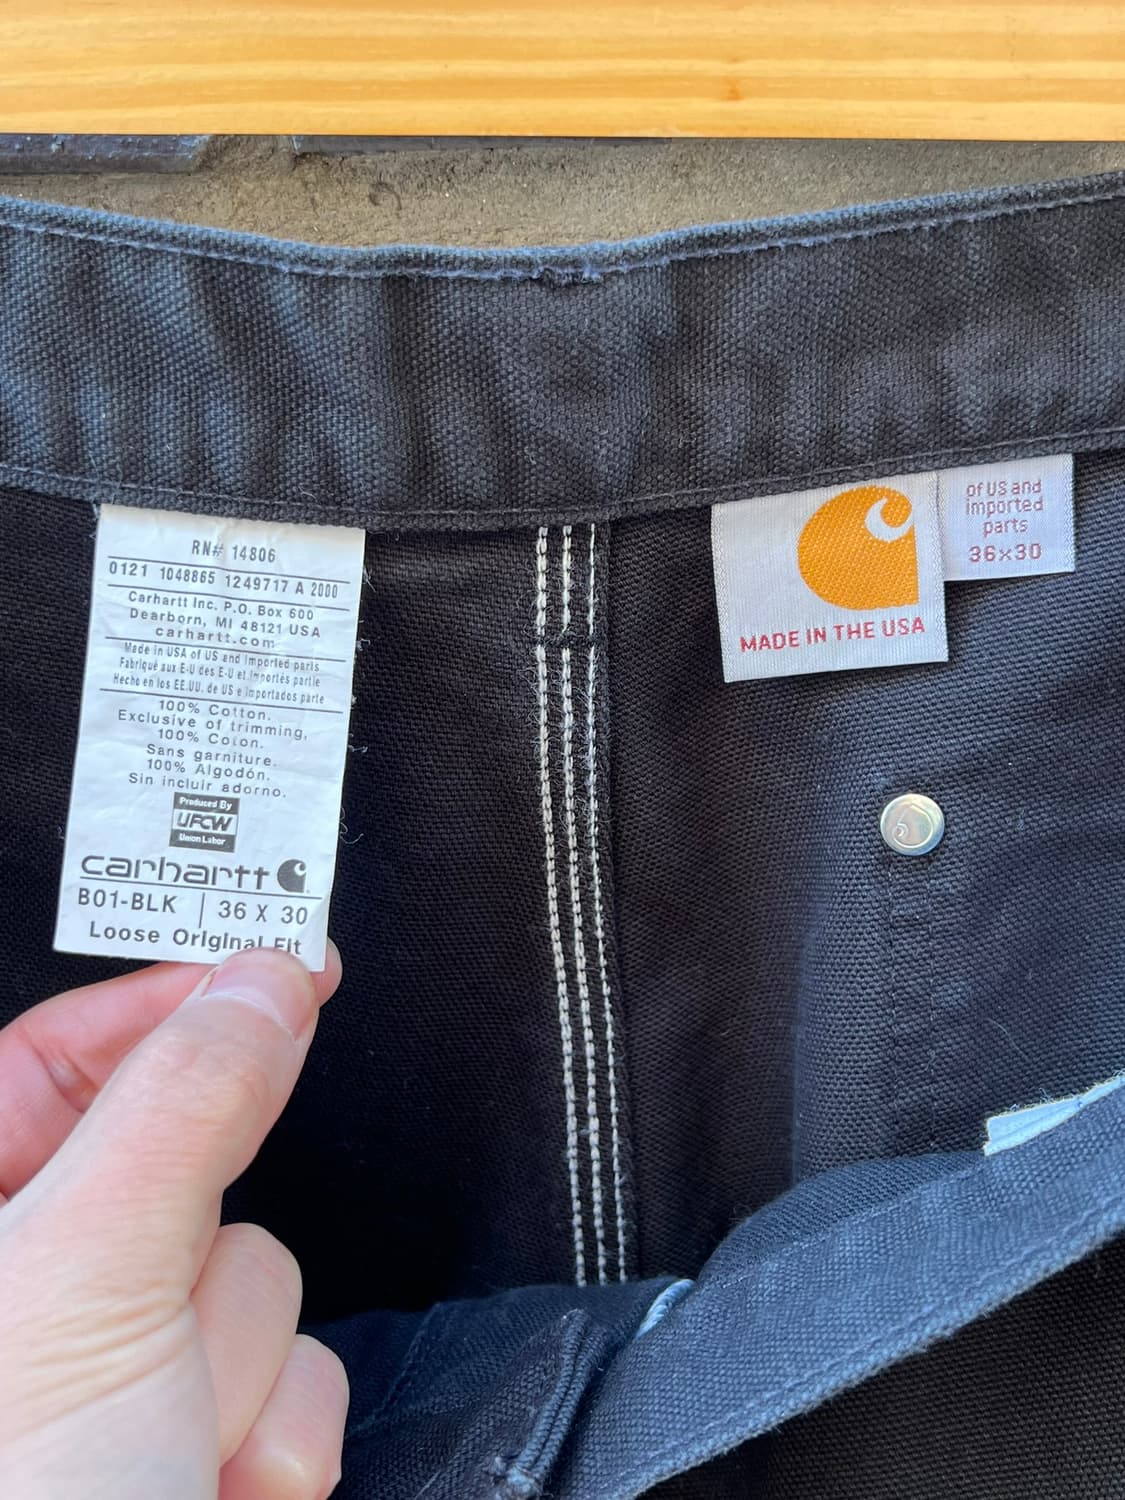 RN# 14806
0121 1048865 1249717 A 2000
Carhartt Inc. P.O. Box 600
Dearborn, MI 48121 USA
carhartt.com
Made in USA of US and imported parts
Fabriqué aux E-U des E-U et importés partie
Hecho en los EE.UU. de US e importados parte
100% Cotton.
Exclusive of trimming,
100% Coton.
Sans garniture.
100% Algodón.
Sin incluir adorno.
Produced By
UFCW
Union Labor
carhartt
B01-BLK | 36 X 30
Loose Original Fit
MADE IN THE USA
of US and
imported
parts
36x30